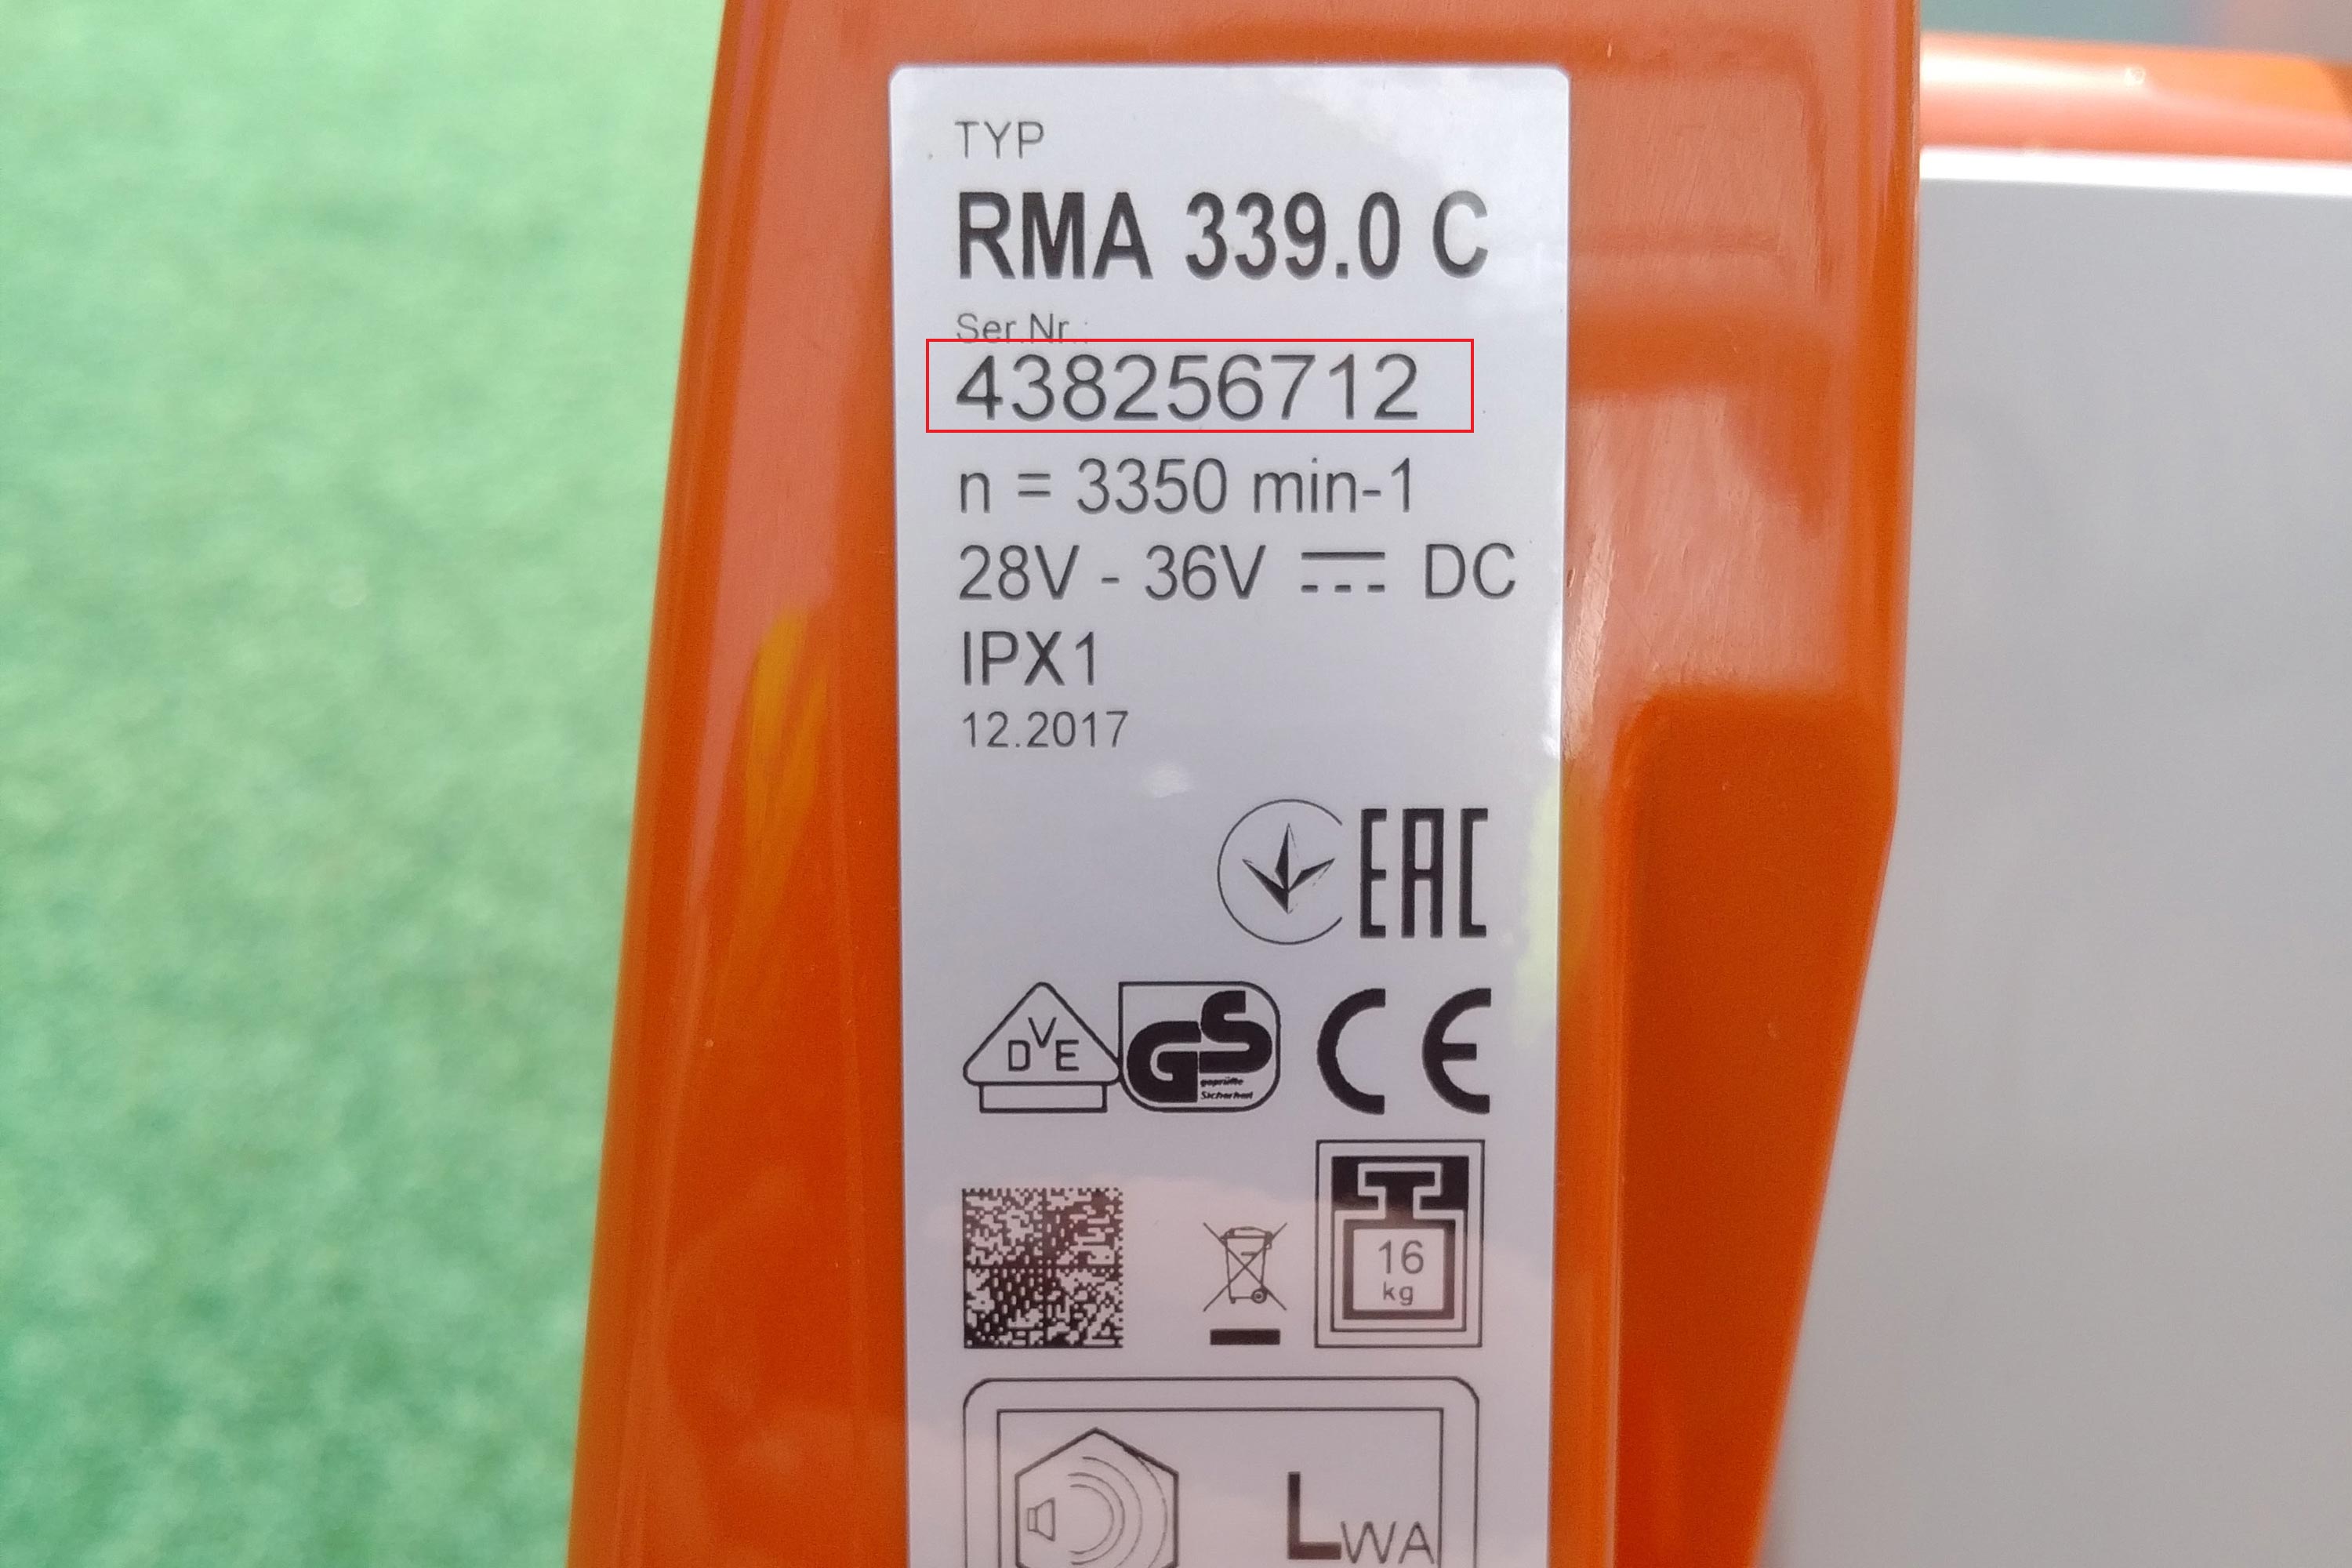 TYP
RMA 339.0 C
Ser.Nr.:
438256712
n = 3350 min-1
28V - 36V DC
IPX1
12.2017
EAC
DVE GS geprüfte Sicherheit CE
16
kg
LWA